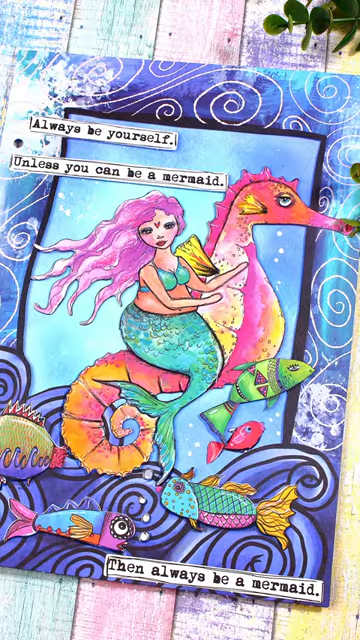 Always be yourself.
Unless you can be a mermaid.
Then always be a mermaid.